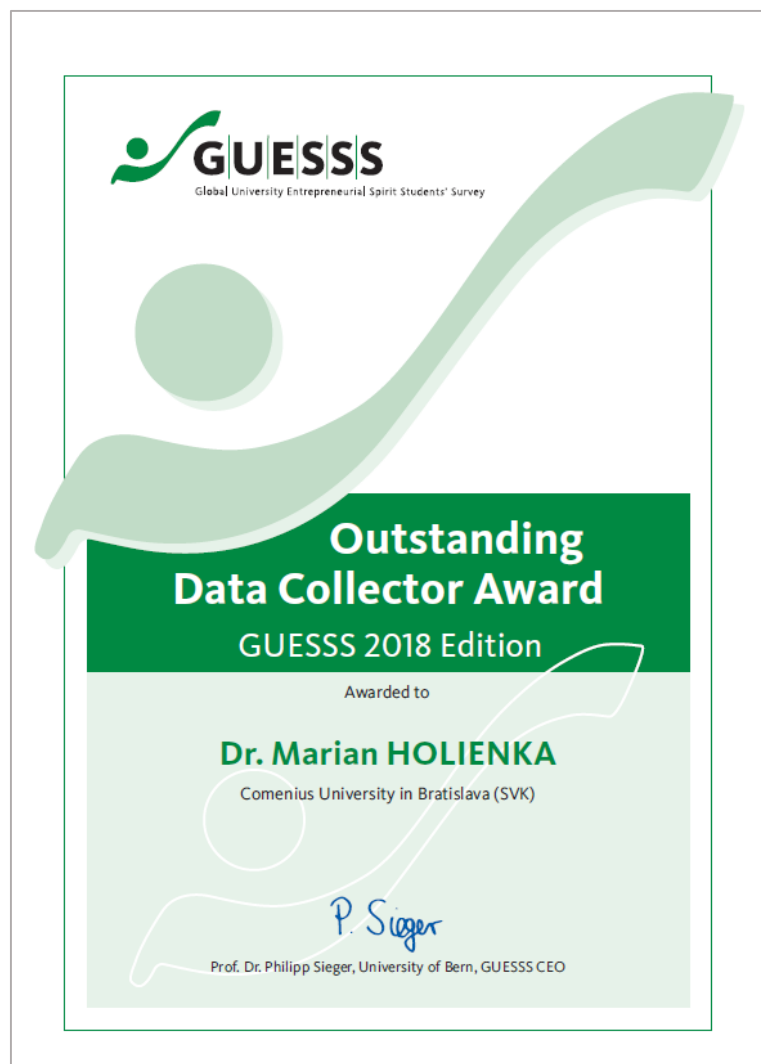 GUESSS
Global University Entrepreneurial Spirit Students' Survey
Outstanding
Data Collector Award
GUESSS 2018 Edition
Awarded to
Dr. Marian HOLIENKA
Comenius University in Bratislava (SVK)
P. Sieger
Prof. Dr. Philipp Sieger, University of Bern, GUESSS CEO